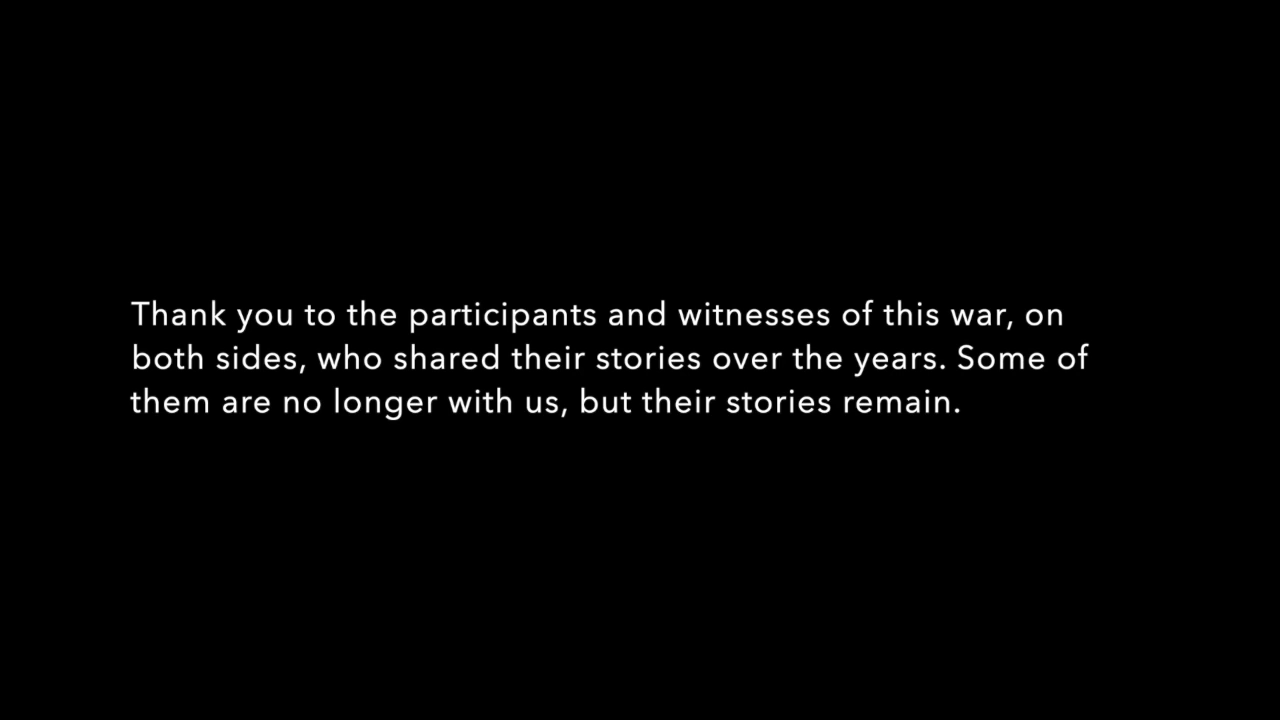 Thank you to the participants and witnesses of this war, on
both sides, who shared their stories over the years. Some of
them are no longer with us, but their stories remain.